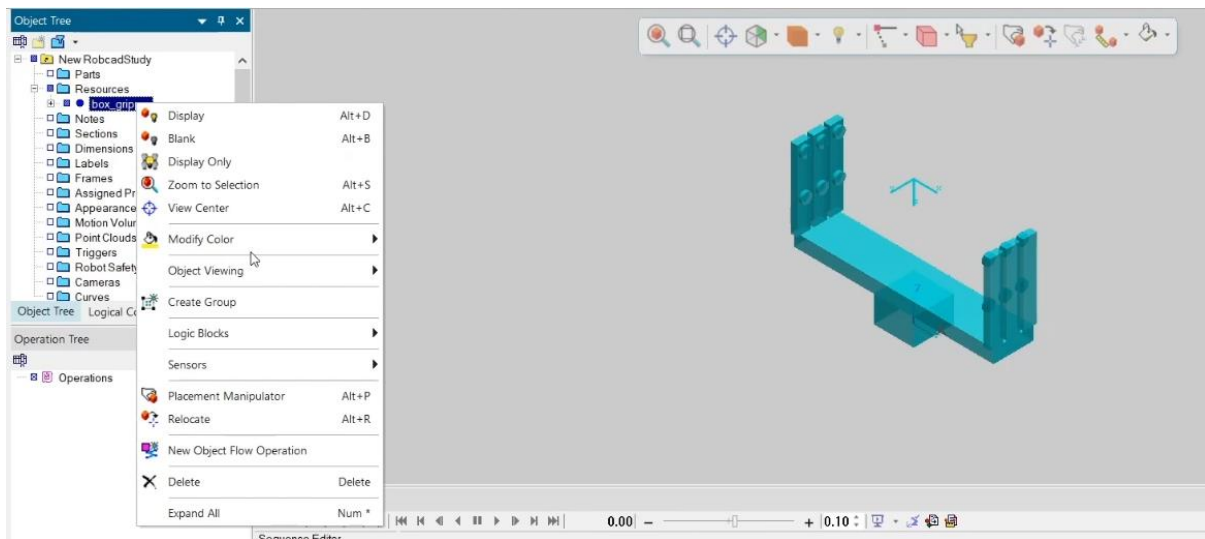 Object Tree
New RobcadStudy
Parts
Resources
box_grip
Notes
Sections
Dimensions
Labels
Frames
Assigned Pr
Appearance
Motion Volur
Point Clouds
Triggers
Robot Safety
Cameras
Curves
Object Tree Logical Co
Operation Tree
Operations
Display Alt+D
Blank Alt+B
Display Only
Zoom to Selection Alt+S
View Center Alt+C
Modify Color
Object Viewing
Create Group
Logic Blocks
Sensors
Placement Manipulator Alt+P
Relocate Alt+R
New Object Flow Operation
Delete Delete
Expand All Num *
0.00 − + 0.10
Sequence Editor